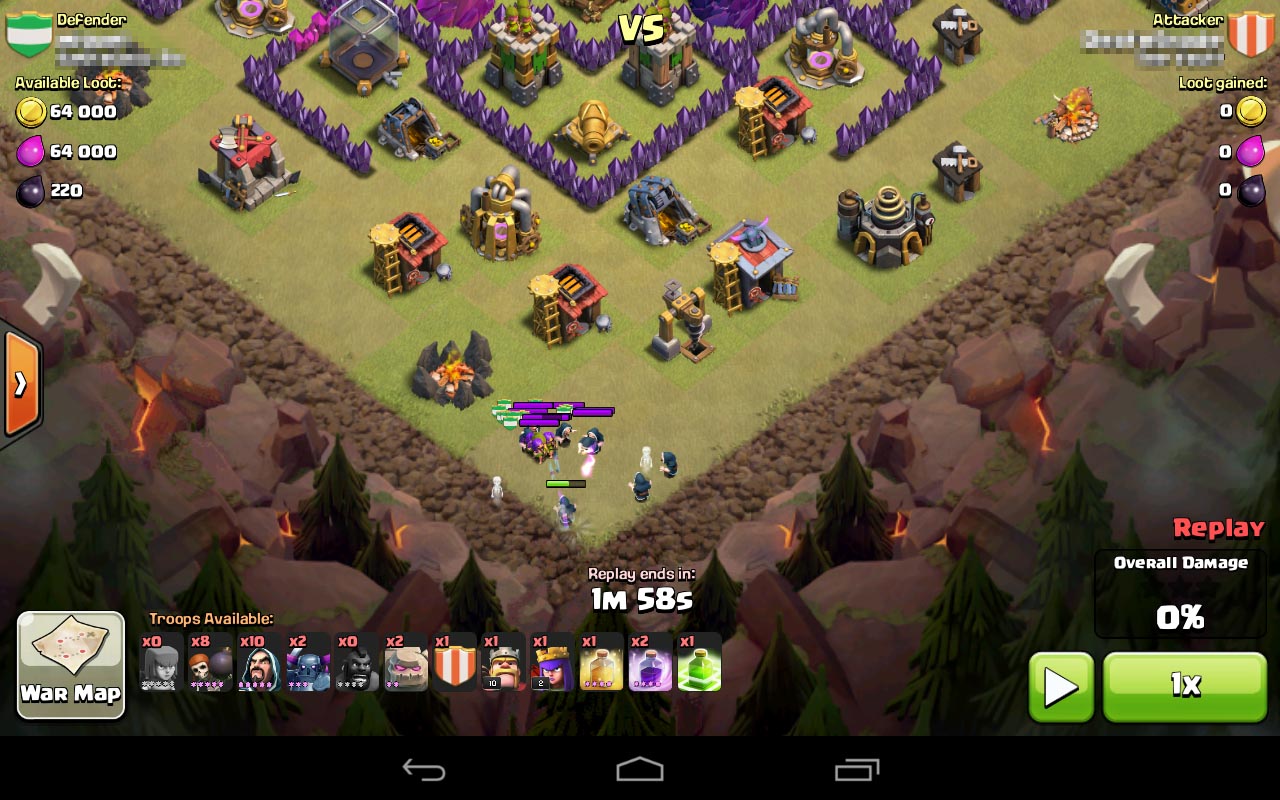 Defender
VS
Attacker
Available Loot:
64 000
64 000
220
Loot gained:
0
0
0
Replay
Overall Damage
0%
Replay ends in:
1m 58s
Troops Available:
x0
x8
x10
x2
x0
x2
x1
x1
x1
x1
x2
x1
10
2
War Map
1x